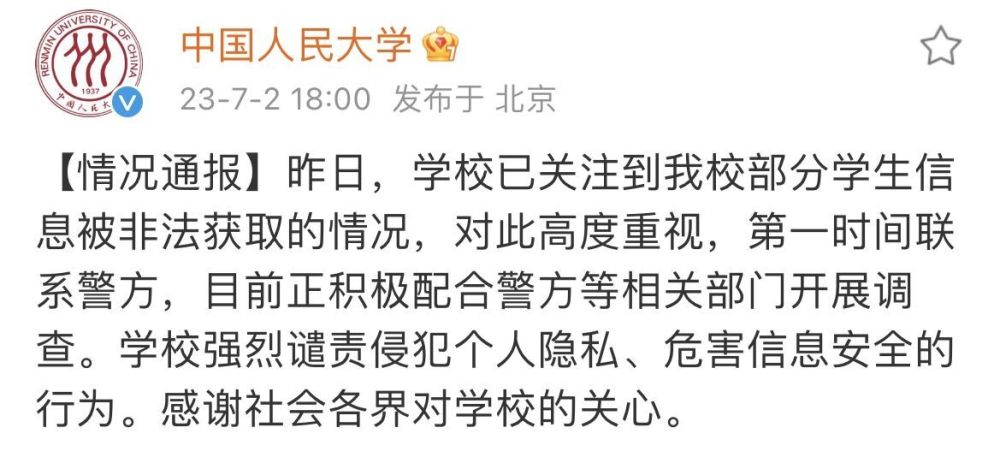 RENMIN UNIVERSITY OF CHINA
1937
中国人民大
中国人民大学
23-7-2 18:00 发布于 北京
【情况通报】昨日，学校已关注到我校部分学生信
息被非法获取的情况，对此高度重视，第一时间联
系警方，目前正积极配合警方等相关部门开展调
查。学校强烈谴责侵犯个人隐私、危害信息安全的
行为。感谢社会各界对学校的关心。